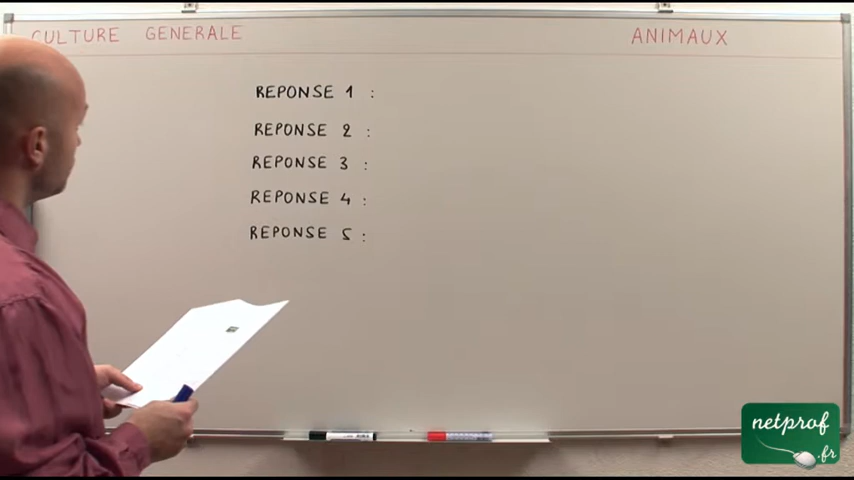 CULTURE GENERALE ANIMAUX
REPONSE 1 :
REPONSE 2 :
REPONSE 3 :
REPONSE 4 :
REPONSE 5 :
netprof
.fr